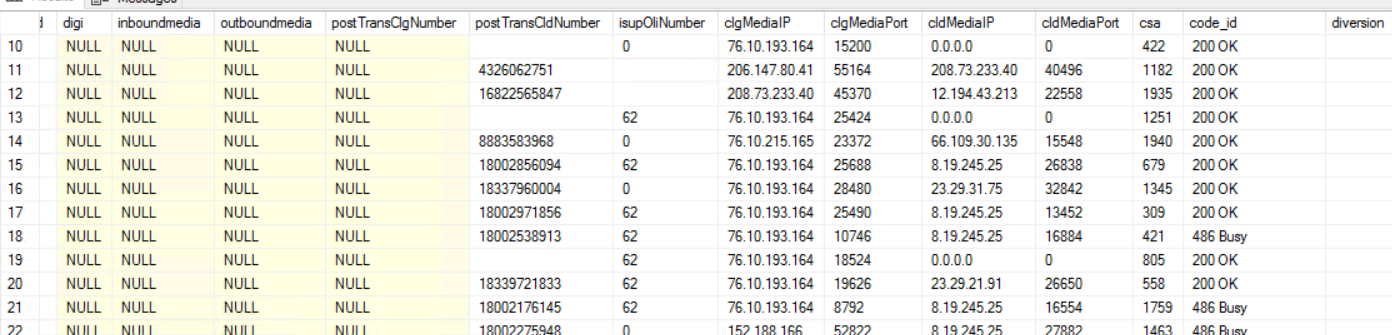 digi inboundmedia outboundmedia postTransClgNumber postTransCldNumber isupOliNumber clgMediaIP clgMediaPort cldMediaIP cldMediaPort csa code_id diversion
10 NULL NULL NULL NULL 0 76.10.193.164 15200 0.0.0.0 0 422 200 OK
11 NULL NULL NULL NULL 4326062751 206.147.80.41 55164 208.73.233.40 40496 1182 200 OK
12 NULL NULL NULL NULL 16822565847 208.73.233.40 45370 12.194.43.213 22558 1935 200 OK
13 NULL NULL NULL NULL 62 76.10.193.164 25424 0.0.0.0 0 1251 200 OK
14 NULL NULL NULL NULL 8883583968 0 76.10.215.165 23372 66.109.30.135 15548 1940 200 OK
15 NULL NULL NULL NULL 18002856094 62 76.10.193.164 25688 8.19.245.25 26838 679 200 OK
16 NULL NULL NULL NULL 18337960004 0 76.10.193.164 28480 23.29.31.75 32842 1345 200 OK
17 NULL NULL NULL NULL 18002971856 62 76.10.193.164 25490 8.19.245.25 13452 309 200 OK
18 NULL NULL NULL NULL 18002538913 62 76.10.193.164 10746 8.19.245.25 16884 421 486 Busy
19 NULL NULL NULL NULL 62 76.10.193.164 18524 0.0.0.0 0 805 200 OK
20 NULL NULL NULL NULL 18339721833 62 76.10.193.164 19626 23.29.21.91 26650 558 200 OK
21 NULL NULL NULL NULL 18002176145 62 76.10.193.164 8792 8.19.245.25 16554 1759 486 Busy
22 NULL NULL NULL NULL 18002275948 0 152.188.166 52822 8.19.245.25 27882 1463 486 Busy